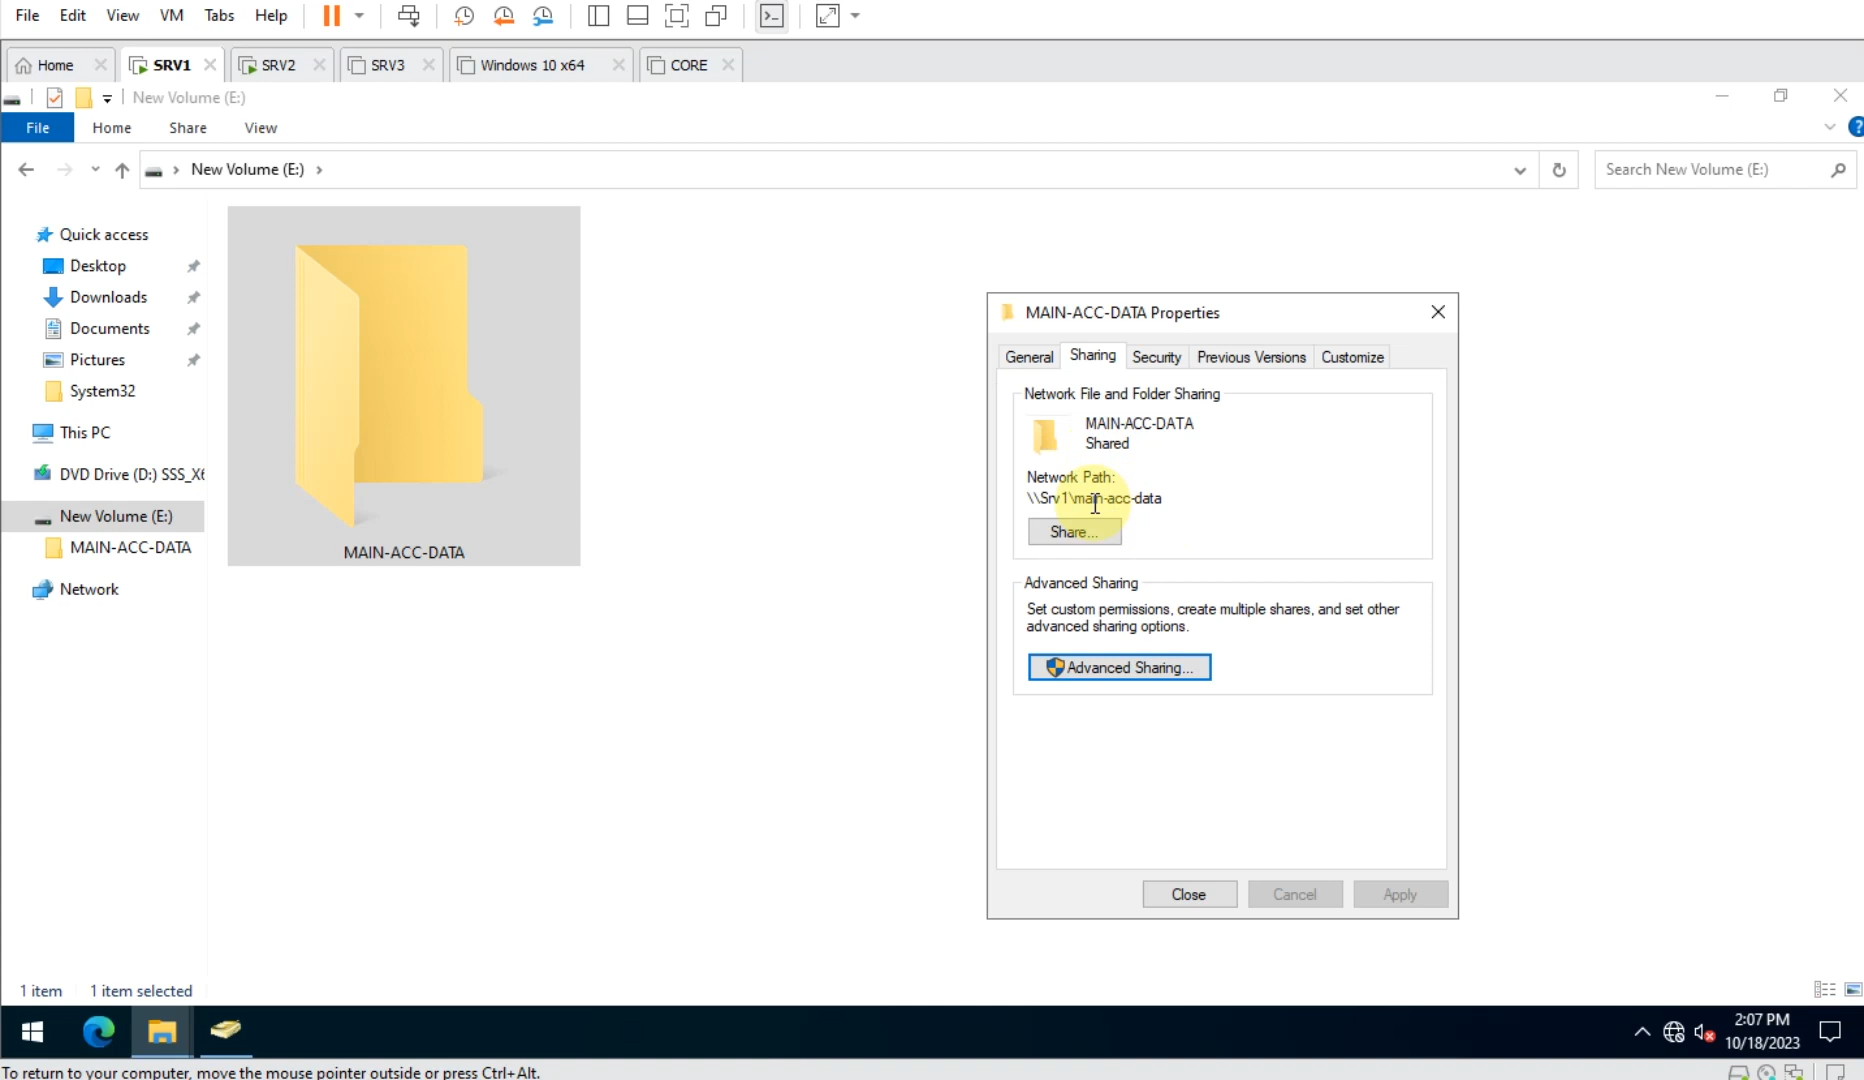 File Edit View VM Tabs Help
Home SRV1 SRV2 SRV3 Windows 10 x64 CORE
New Volume (E:)
File Home Share View
New Volume (E:) Search New Volume (E:)
Quick access
Desktop
Downloads
Documents
Pictures
System32
This PC
DVD Drive (D:) SSS_X6
New Volume (E:)
MAIN-ACC-DATA
Network
MAIN-ACC-DATA
MAIN-ACC-DATA Properties
General Sharing Security Previous Versions Customize
Network File and Folder Sharing
MAIN-ACC-DATA
Shared
Network Path:
\\Srv1\main-acc-data
Share...
Advanced Sharing
Set custom permissions, create multiple shares, and set other
advanced sharing options.
Advanced Sharing...
Close Cancel Apply
1 item 1 item selected
2:07 PM
10/18/2023
To return to your computer, move the mouse pointer outside or press Ctrl+Alt.